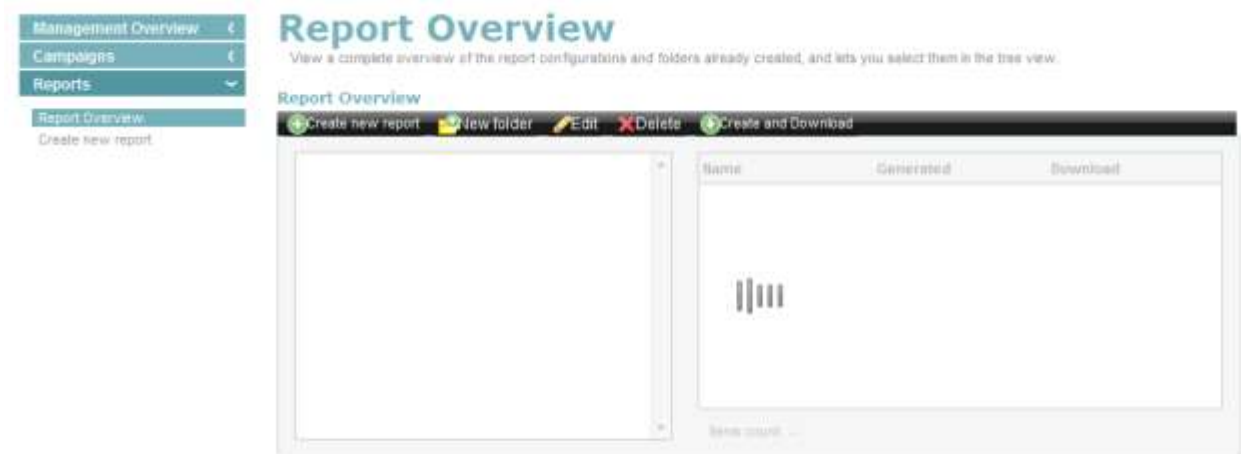 Management Overview
Campaigns
Reports
Report Overview
Create new report
Report Overview
View a complete overview of the report configurations and folders already created, and lets you select them in the tree view.
Report Overview
Create new report New folder Edit Delete Create and Download
Name Generated Download
Items count: ...